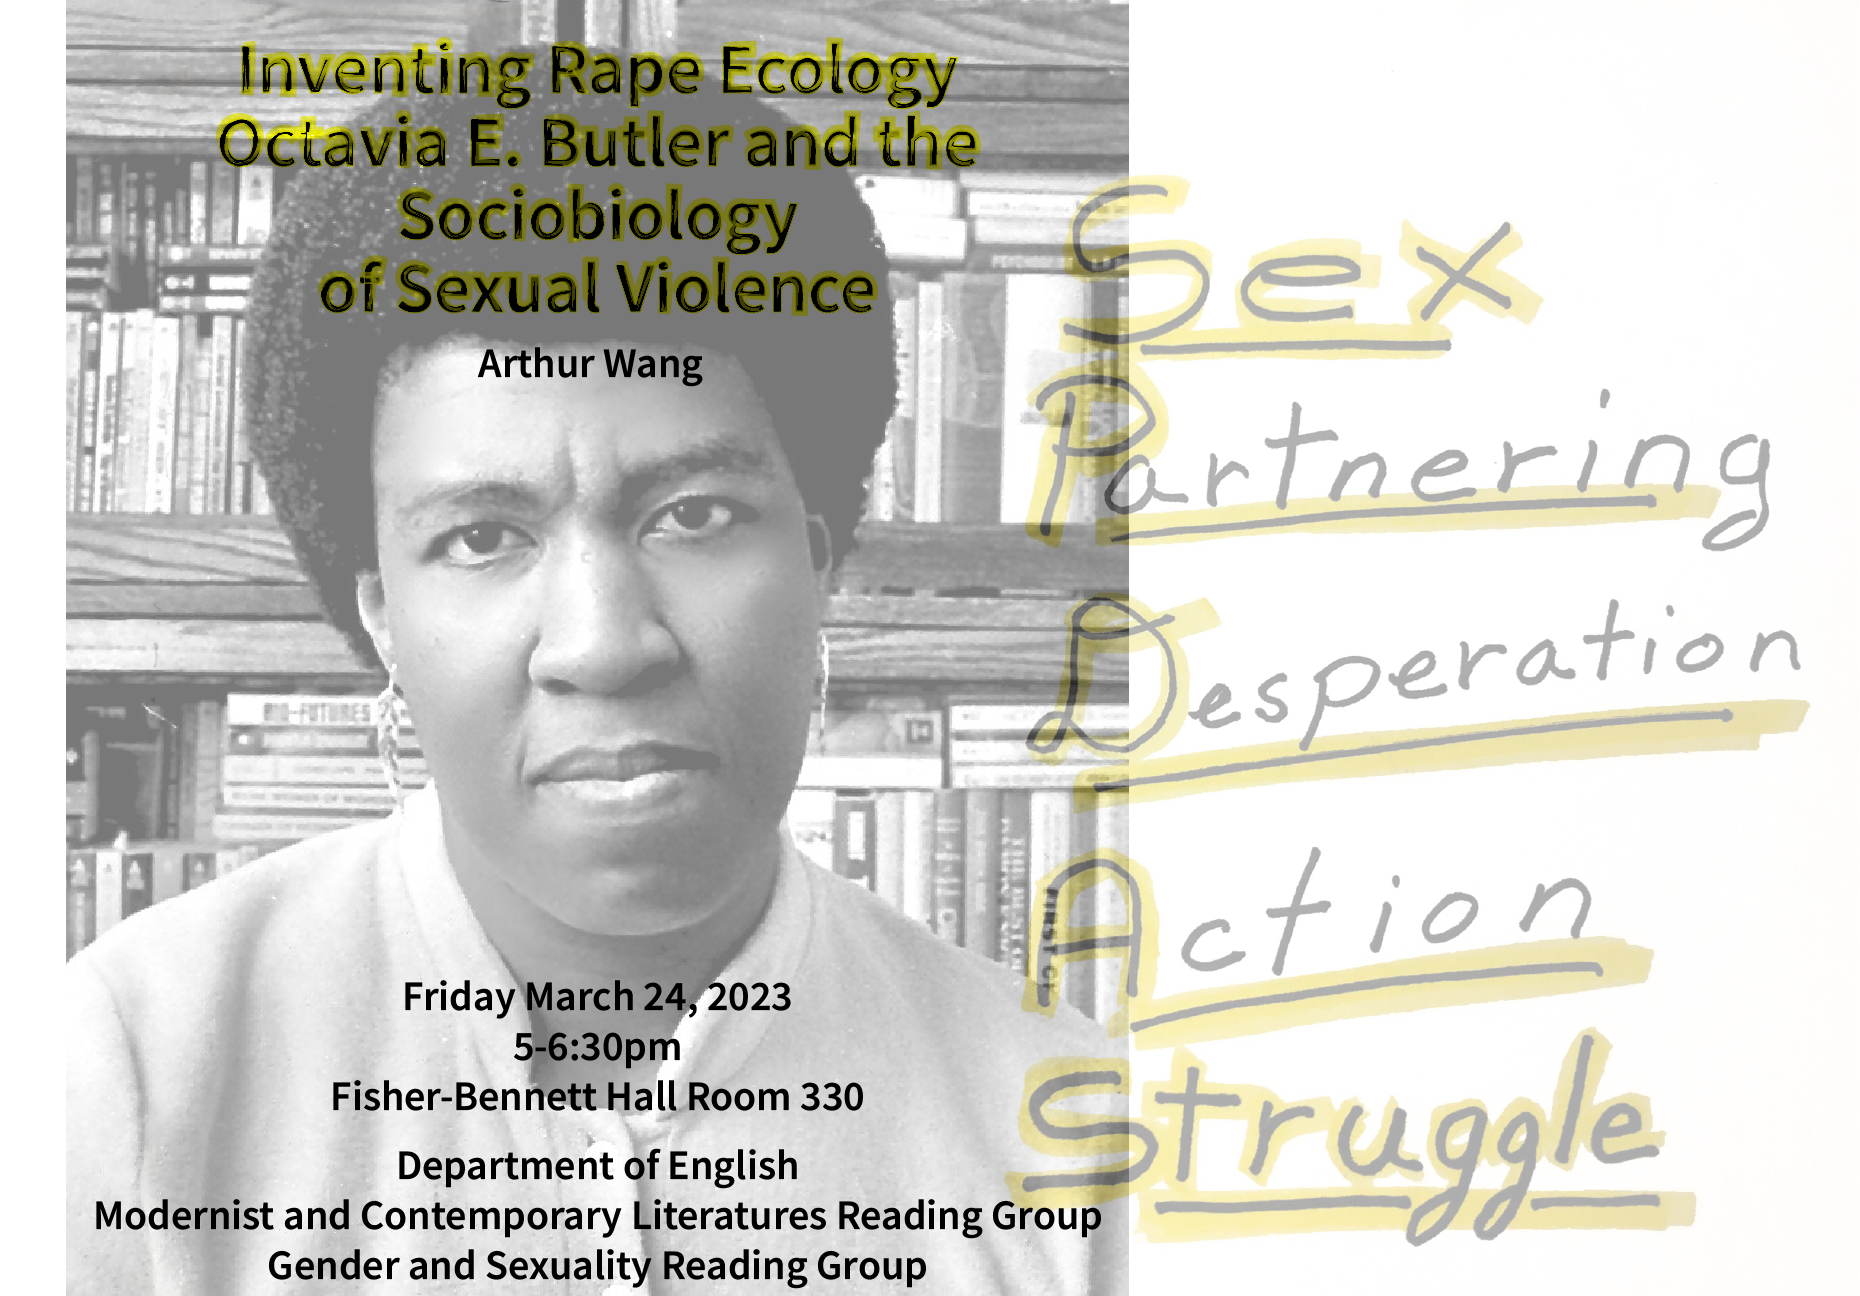 Inventing Rape Ecology
Octavia E. Butler and the
Sociobiology
of Sexual Violence
Arthur Wang
Friday March 24, 2023
5-6:30pm
Fisher-Bennett Hall Room 330
Department of English
Modernist and Contemporary Literatures Reading Group
Gender and Sexuality Reading Group
Sex
Partnering
Desperation
Action
Struggle